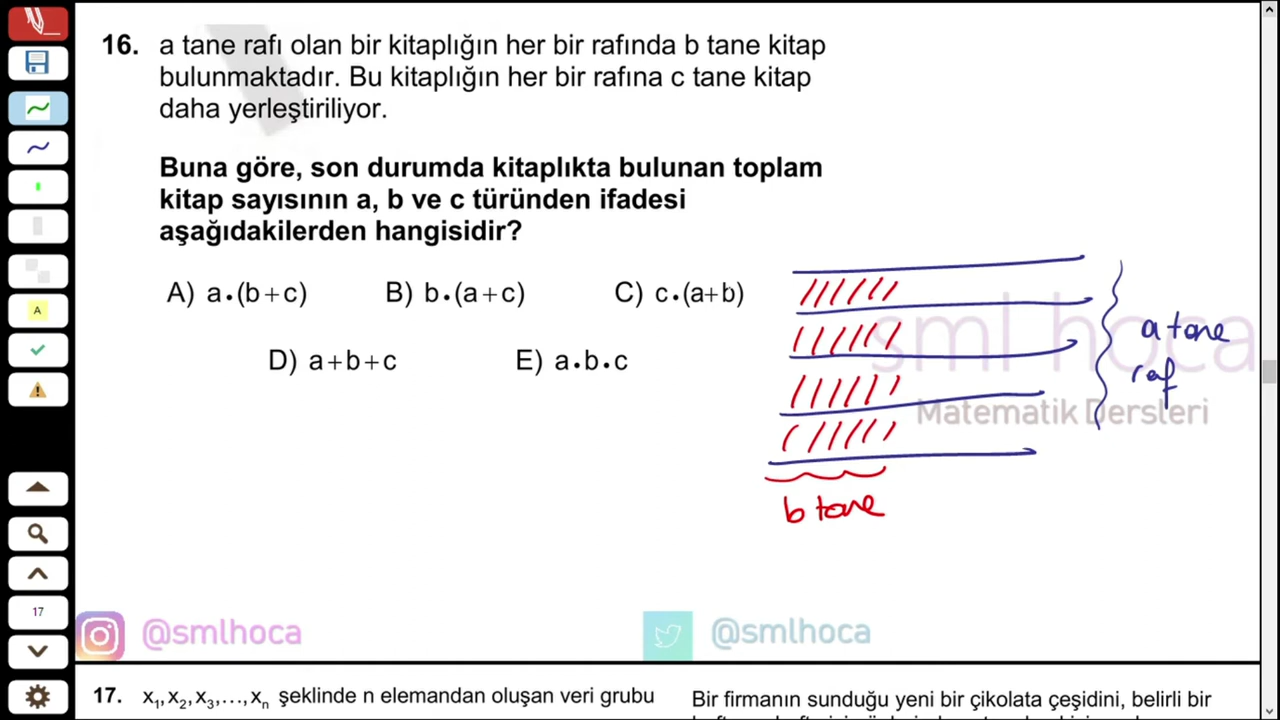 16. a tane rafı olan bir kitaplığın her bir rafında b tane kitap
bulunmaktadır. Bu kitaplığın her bir rafına c tane kitap
daha yerleştiriliyor.
Buna göre, son durumda kitaplıkta bulunan toplam
kitap sayısının a, b ve c türünden ifadesi
aşağıdakilerden hangisidir?
A) a•(b+c) B) b•(a+c) C) c•(a+b)
D) a+b+c E) a•b•c
sml hoca
Matematik Dersleri
a tane
raf
b tane
A
17
@smlhoca @smlhoca
17. x₁,x₂,x₃,…,xₙ şeklinde n elemandan oluşan veri grubu
Bir firmanın sunduğu yeni bir çikolata çeşidini, belirli bir